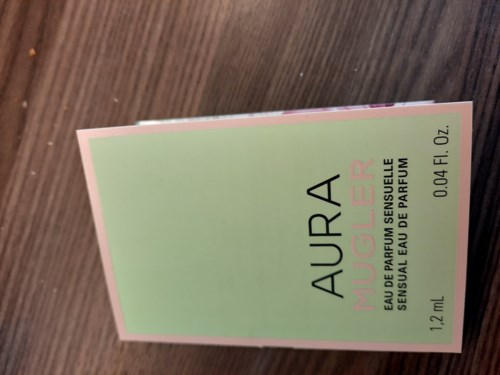 AURA
MUGLER
EAU DE PARFUM SENSUELLE
SENSUAL EAU DE PARFUM
1,2 mL 0.04 Fl. Oz.